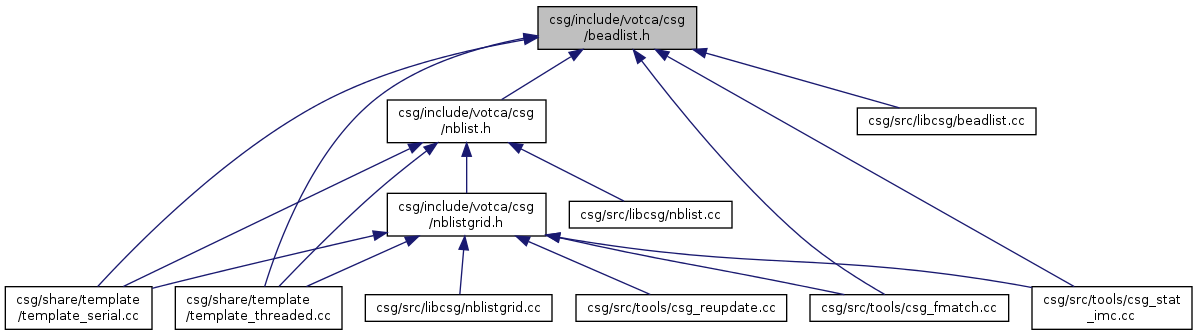 csg/include/votca/csg
/beadlist.h
csg/include/votca/csg
/nblist.h
csg/src/libcsg/beadlist.cc
csg/include/votca/csg
/nblistgrid.h
csg/src/libcsg/nblist.cc
csg/share/template
/template_serial.cc
csg/share/template
/template_threaded.cc
csg/src/libcsg/nblistgrid.cc
csg/src/tools/csg_reupdate.cc
csg/src/tools/csg_fmatch.cc
csg/src/tools/csg_stat
_imc.cc